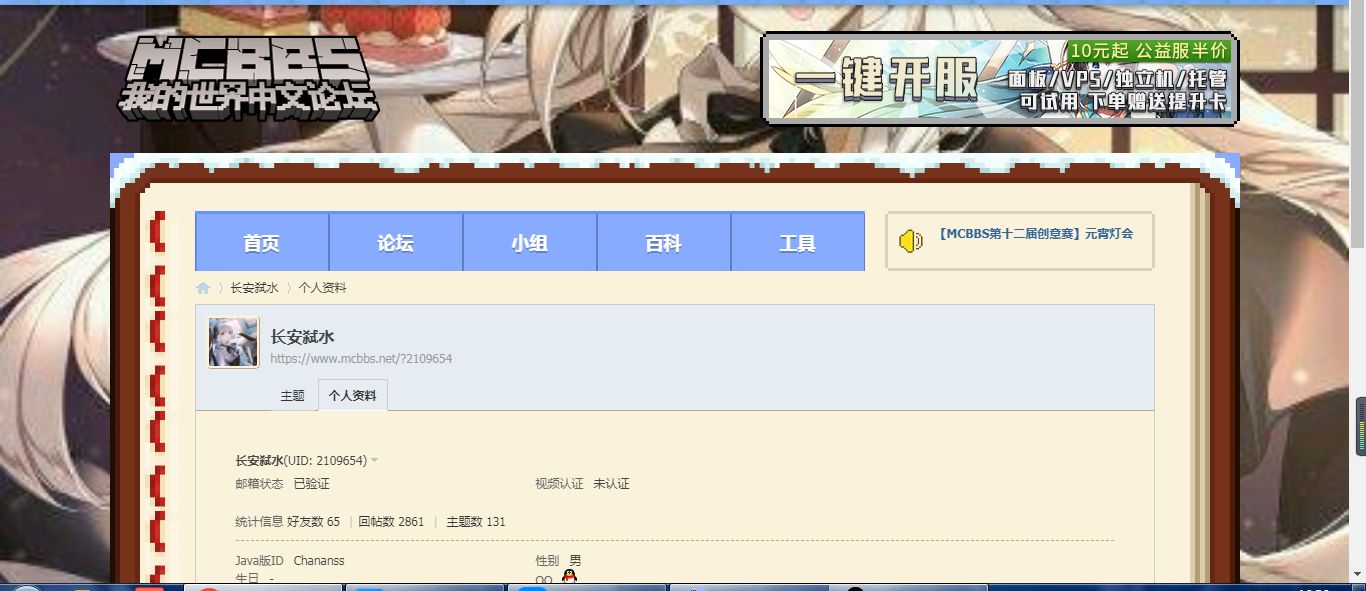 MCBBS
我的世界中文论坛
10元起 公益服半价
一键开服
面板/VPS/独立机/托管
可试用 下单赠送提升卡
首页 论坛 小组 百科 工具
【MCBBS第十二届创意赛】元宵灯会
长安弑水 个人资料
长安弑水
https://www.mcbbs.net/?2109654
主题 个人资料
长安弑水(UID: 2109654)
邮箱状态 已验证 视频认证 未认证
统计信息 好友数 65 | 回帖数 2861 | 主题数 131
Java版ID Chananss 性别 男
生日 - QQ